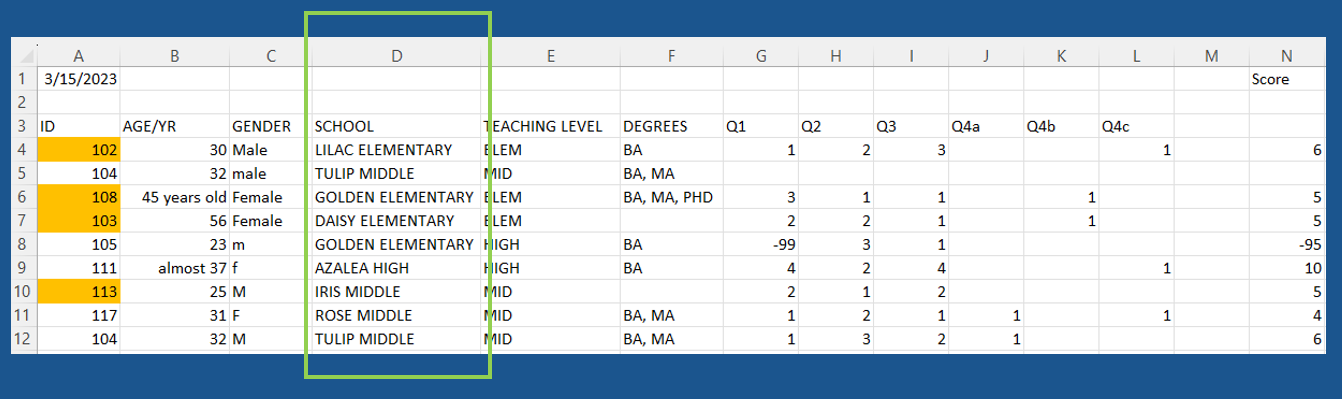 A B C D E F G H I J K L M N
1 3/15/2023 Score
2
3 ID AGE/YR GENDER SCHOOL TEACHING LEVEL DEGREES Q1 Q2 Q3 Q4a Q4b Q4c
4 102 30 Male LILAC ELEMENTARY ELEM BA 1 2 3 1 6
5 104 32 male TULIP MIDDLE MID BA, MA
6 108 45 years old Female GOLDEN ELEMENTARY ELEM BA, MA, PHD 3 1 1 1 5
7 103 56 Female DAISY ELEMENTARY ELEM 2 2 1 1 5
8 105 23 m GOLDEN ELEMENTARY HIGH BA -99 3 1 -95
9 111 almost 37 f AZALEA HIGH HIGH BA 4 2 4 1 10
10 113 25 M IRIS MIDDLE MID 2 1 2 5
11 117 31 F ROSE MIDDLE MID BA, MA 1 2 1 1 1 4
12 104 32 M TULIP MIDDLE MID BA, MA 1 3 2 1 6